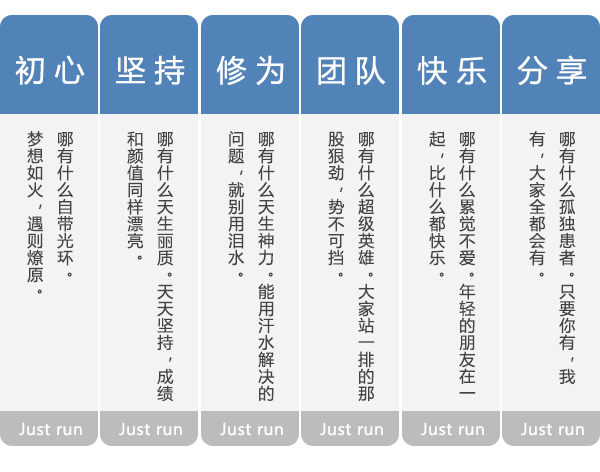 初心
哪有什么自带光环。
梦想如火，遇则燎原。
Just run
坚持
哪有什么天生丽质。天天坚持，成绩
和颜值同样漂亮。
Just run
修为
哪有什么天生神力。能用汗水解决的
问题，就别用泪水。
Just run
团队
哪有什么超级英雄。大家站一排的那
股狠劲，势不可挡。
Just run
快乐
哪有什么累觉不爱。年轻的朋友在一
起，比什么都快乐。
Just run
分享
哪有什么孤独患者。只要你有，我
有，大家全都会有。
Just run